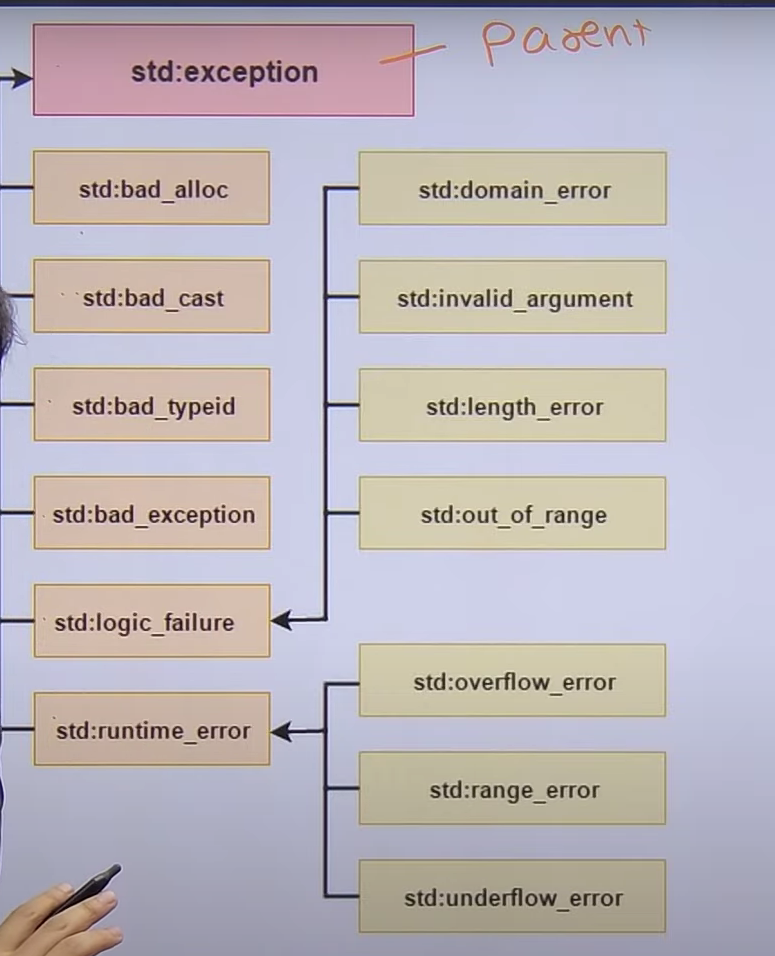 std:exception
Parent
std:bad_alloc
std:bad_cast
std:bad_typeid
std:bad_exception
std:logic_failure
std:runtime_error
std:domain_error
std:invalid_argument
std:length_error
std:out_of_range
std:overflow_error
std:range_error
std:underflow_error